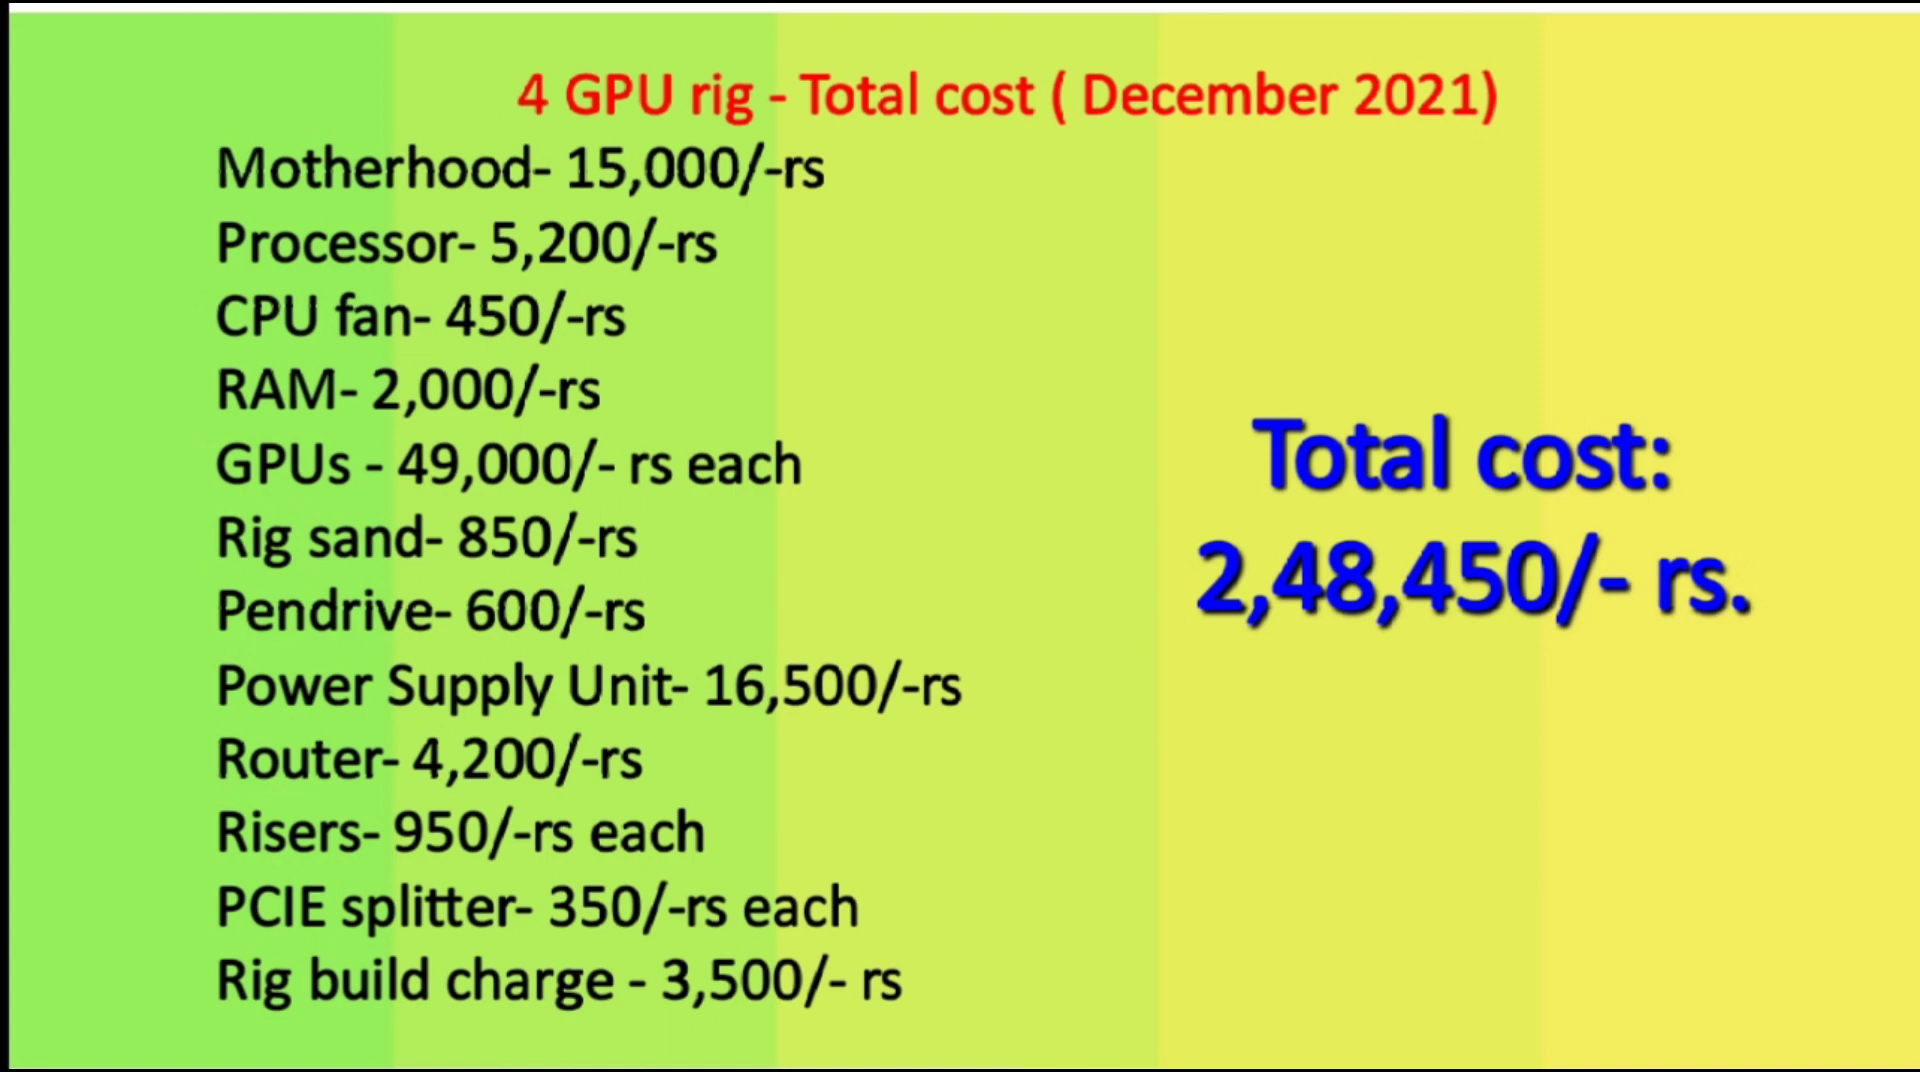 4 GPU rig - Total cost ( December 2021)
Motherhood- 15,000/-rs
Processor- 5,200/-rs
CPU fan- 450/-rs
RAM- 2,000/-rs
GPUs - 49,000/- rs each
Rig sand- 850/-rs
Pendrive- 600/-rs
Power Supply Unit- 16,500/-rs
Router- 4,200/-rs
Risers- 950/-rs each
PCIE splitter- 350/-rs each
Rig build charge - 3,500/- rs
Total cost:
2,48,450/- rs.